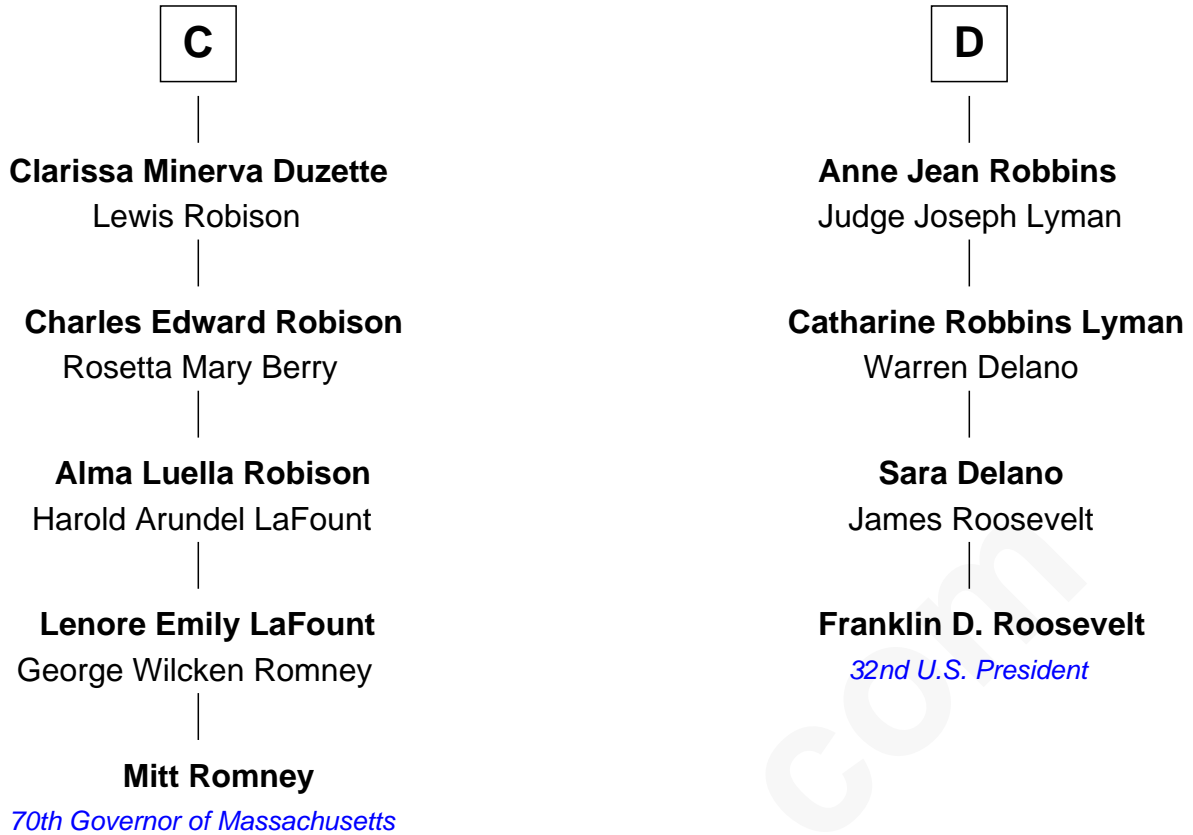 C
Clarissa Minerva Duzette
Lewis Robison
Charles Edward Robison
Rosetta Mary Berry
Alma Luella Robison
Harold Arundel LaFount
Lenore Emily LaFount
George Wilcken Romney
Mitt Romney
70th Governor of Massachusetts
D
Anne Jean Robbins
Judge Joseph Lyman
Catharine Robbins Lyman
Warren Delano
Sara Delano
James Roosevelt
Franklin D. Roosevelt
32nd U.S. President
com